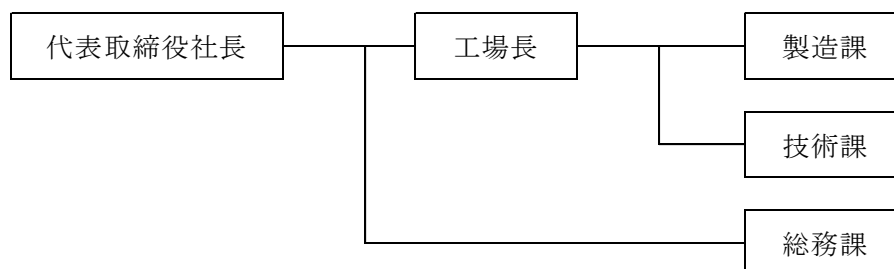 代表取締役社長
工場長
製造課
技術課
総務課